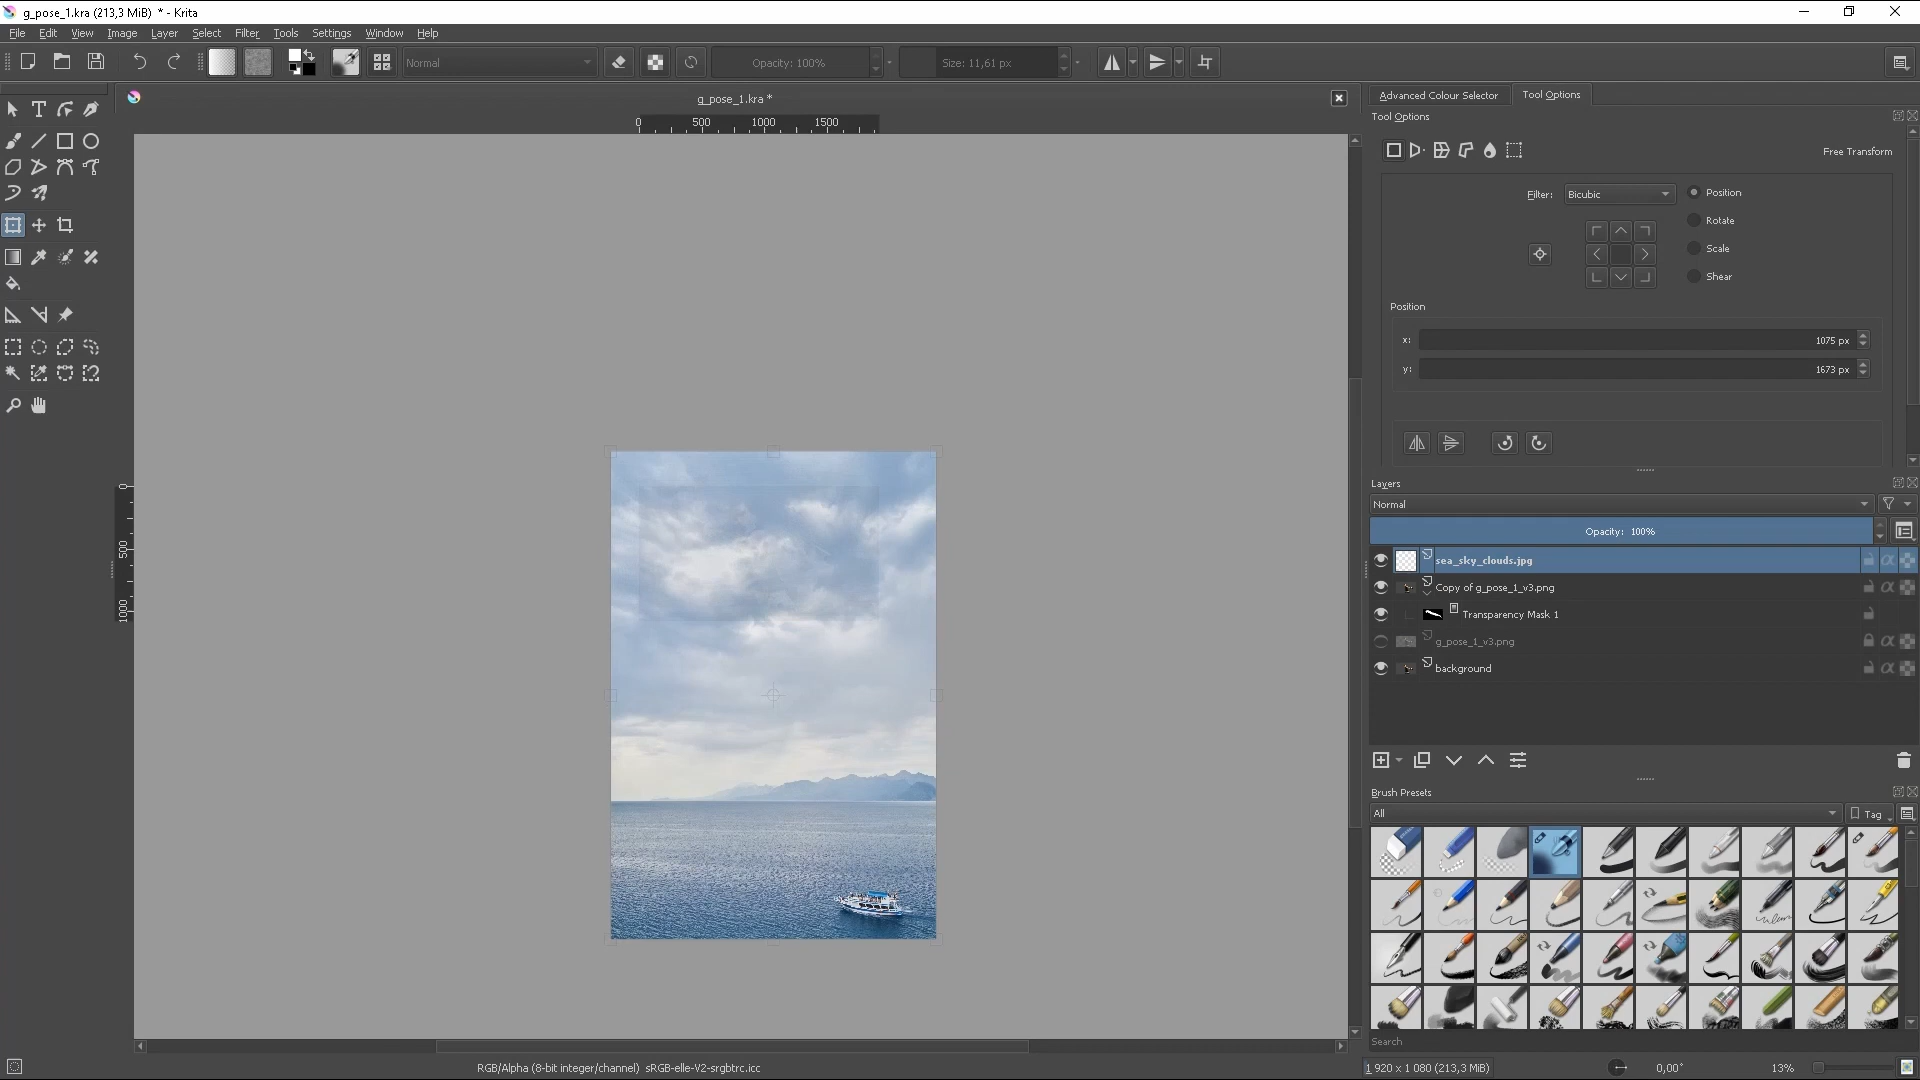 g_pose_1.kra (213,3 MiB)  * - Krita
File Edit View Image Layer Select Filter Tools Settings Window Help
Normal
Opacity: 100%
Size: 11,61 px
g_pose_1.kra *
0 500 1000 1500
0
500
1000
Advanced Colour Selector
Tool Options
Tool Options
Free Transform
Filter: Bicubic
Position
Rotate
Scale
Shear
Position
x: 1075 px
y: 1673 px
Layers
Normal
Opacity: 100%
sea_sky_clouds.jpg
Copy of g_pose_1_v3.png
Transparency Mask 1
g_pose_1_v3.png
background
Brush Presets
All
Tag
Search
RGB/Alpha (8-bit integer/channel)  sRGB-elle-V2-srgbtrc.icc
1 920 x 1 080 (213,3 MiB)
0,00°
13%